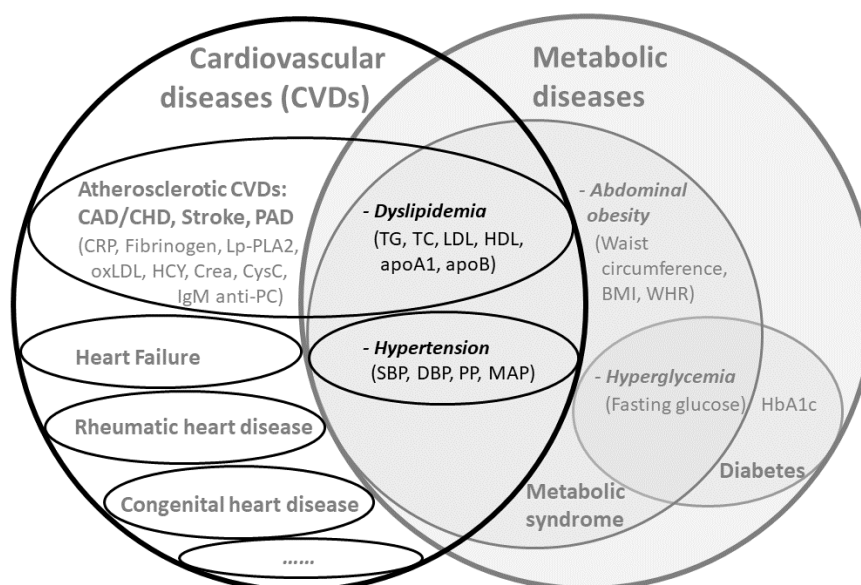 Cardiovascular
diseases (CVDs)
Metabolic
diseases
Atherosclerotic CVDs:
CAD/CHD, Stroke, PAD
(CRP, Fibrinogen, Lp-PLA2,
oxLDL, HCY, Crea, CysC,
IgM anti-PC)
- Dyslipidemia
(TG, TC, LDL, HDL,
apoA1, apoB)
- Abdominal
obesity
(Waist
circumference,
BMI, WHR)
Heart Failure
- Hypertension
(SBP, DBP, PP, MAP)
- Hyperglycemia
(Fasting glucose)
HbA1c
Rheumatic heart disease
Diabetes
Congenital heart disease
Metabolic
syndrome
......